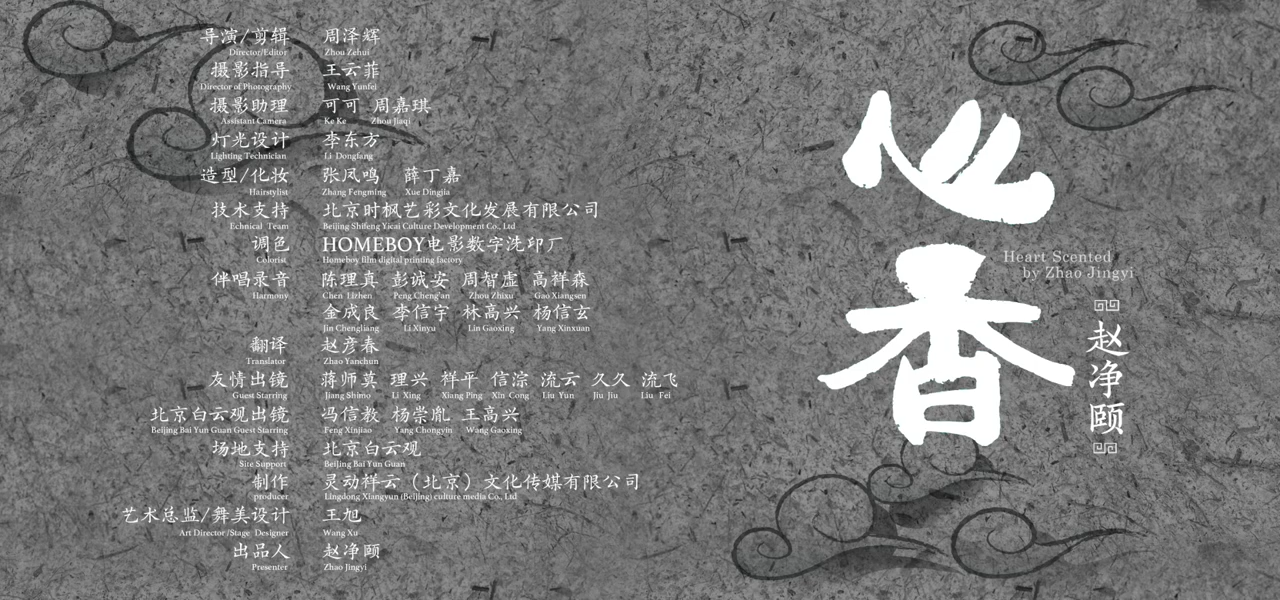 导演/剪辑 周泽辉
Director/Editor Zhou Zehui
摄影指导 王云菲
Director of Photography Wang Yunfei
摄影助理 可可 周嘉琪
Assistant Camera Ke Ke Zhou Jiaqi
灯光设计 李东方
Lighting Technician Li Dongfang
造型/化妆 张凤鸣 薛丁嘉
Hairstylist Zhang Fengming Xue Dingjia
技术支持 北京时枫艺彩文化发展有限公司
Echnical Team Beijing Shifeng Yicai Culture Development Co., Ltd
调色 HOMEBOY电影数字洗印厂
Colorist Homeboy film digital printing factory
伴唱录音 陈理真 彭诚安 周智虚 高祥森
Harmony Chen Lizhen Peng Cheng'an Zhou Zhixu Gao Xiangsen
金成良 李信宇 林高兴 杨信玄
Jin Chengliang Li Xinyu Lin Gaoxing Yang Xinxuan
翻译 赵彦春
Translator Zhao Yanchun
友情出镜 蒋师莫 理兴 祥平 信淙 流云 久久 流飞
Guest Starring Jiang Shimo Li Xing Xiang Ping Xin Cong Liu Yun Jiu Jiu Liu Fei
北京白云观出镜 冯信教 杨崇胤 王高兴
Beijing Bai Yun Guan Guest Starring Feng Xinjiao Yang Chongyin Wang Gaoxing
场地支持 北京白云观
Site Support Beijing Bai Yun Guan
制作 灵动祥云（北京）文化传媒有限公司
producer Lingdong Xiangyun (Beijing) culture media Co., Ltd
艺术总监/舞美设计 王旭
Art Director /Stage Designer Wang Xu
出品人 赵净颐
Presenter Zhao Jingyi
心香
Heart Scented
by Zhao Jingyi
赵净颐